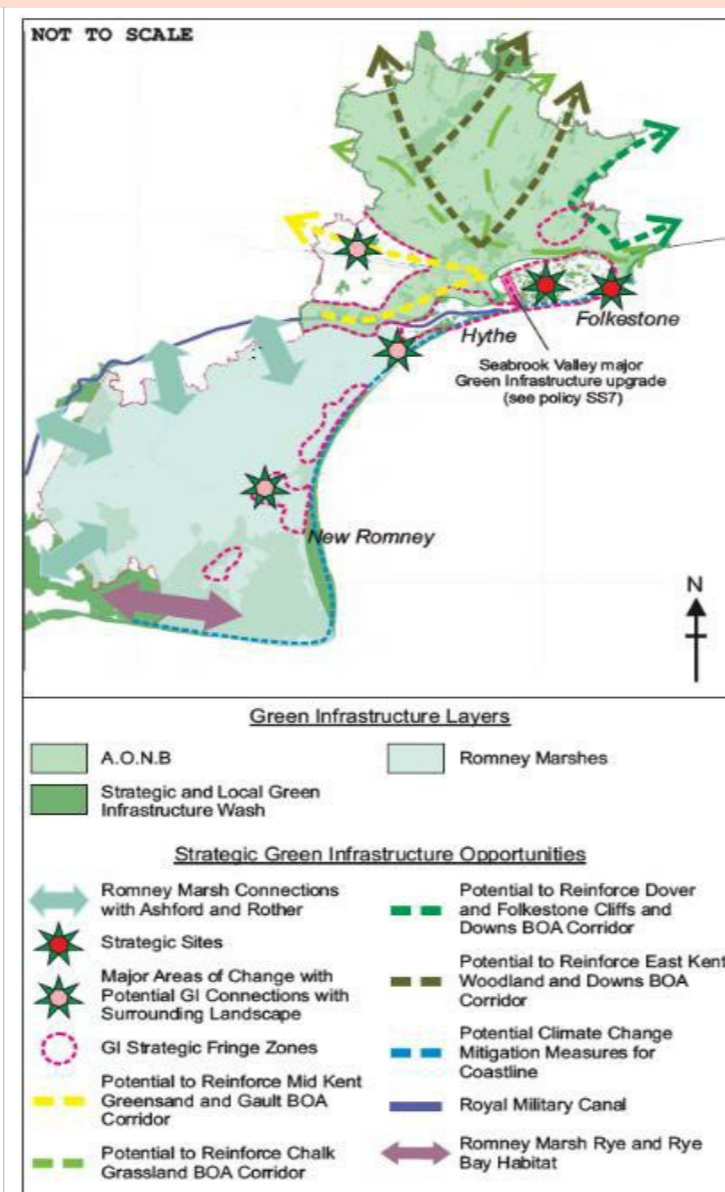 NOT TO SCALE
Hythe
Folkestone
Seabrook Valley major
Green Infrastructure upgrade
(see policy SS7)
New Romney
N
Green Infrastructure Layers
A.O.N.B
Romney Marshes
Strategic and Local Green
Infrastructure Wash
Strategic Green Infrastructure Opportunities
Romney Marsh Connections
with Ashford and Rother
Strategic Sites
Major Areas of Change with
Potential GI Connections with
Surrounding Landscape
GI Strategic Fringe Zones
Potential to Reinforce Mid Kent
Greensand and Gault BOA
Corridor
Potential to Reinforce Chalk
Grassland BOA Corridor
Potential to Reinforce Dover
and Folkestone Cliffs and
Downs BOA Corridor
Potential to Reinforce East Kent
Woodland and Downs BOA
Corridor
Potential Climate Change
Mitigation Measures for
Coastline
Royal Military Canal
Romney Marsh Rye and Rye
Bay Habitat